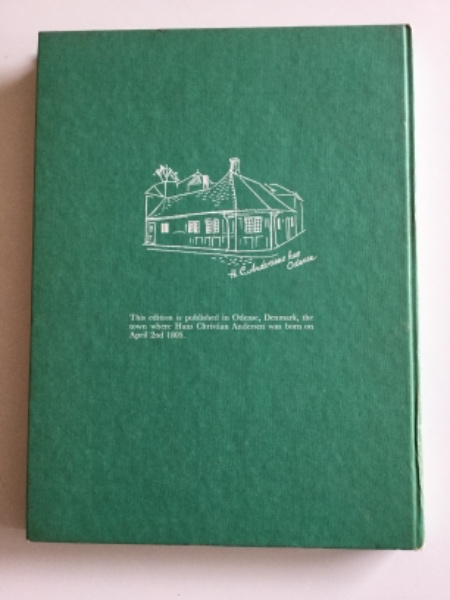 H. C. Andersens hus
Odense
This edition is published in Odense, Denmark, the
town where Hans Christian Andersen was born on
April 2nd 1805.